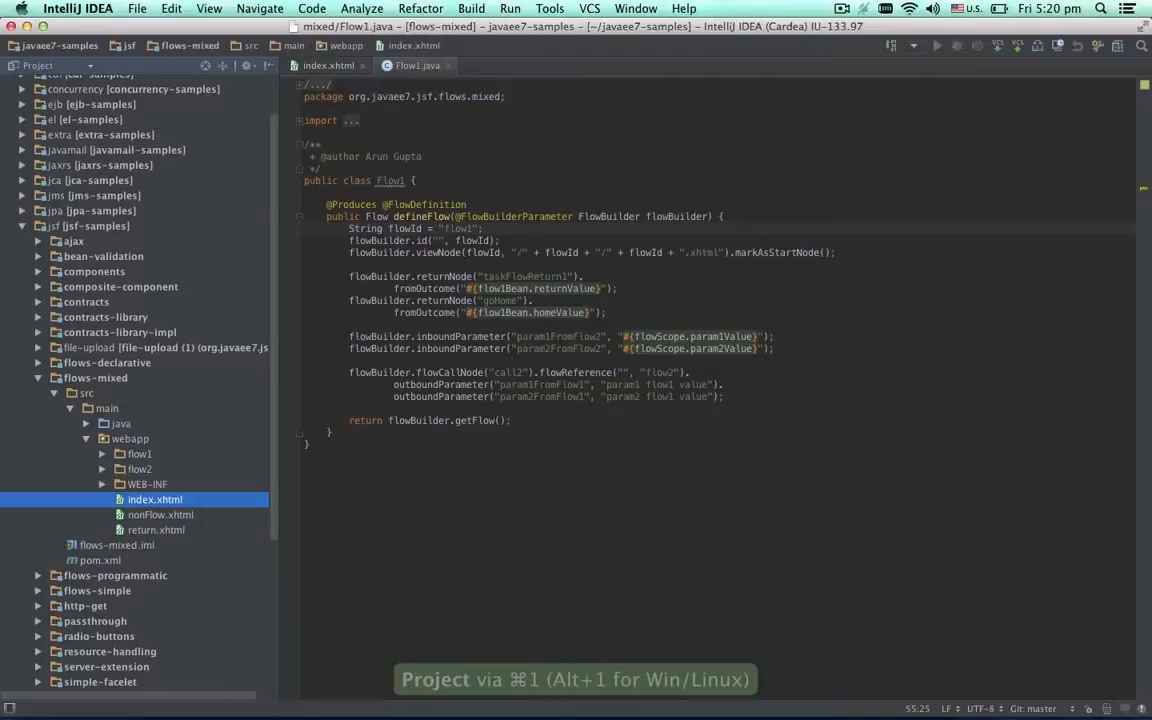 IntelliJ IDEA File Edit View Navigate Code Analyze Refactor Build Run Tools VCS Window Help U.S. Fri 5:20 pm
mixed/Flow1.java - [flows-mixed] - javaee7-samples - [~/javaee7-samples] - IntelliJ IDEA (Cardea) IU-133.97
javaee7-samples jsf flows-mixed src main webapp index.xhtml
Project
index.xhtml
Flow1.java
concurrency [concurrency-samples]
ejb [ejb-samples]
el [el-samples]
extra [extra-samples]
javamail [javamail-samples]
jaxrs [jaxrs-samples]
jca [jca-samples]
jms [jms-samples]
jpa [jpa-samples]
jsf [jsf-samples]
ajax
bean-validation
components
composite-component
contracts
contracts-library
contracts-library-impl
file-upload [file-upload (1) (org.javaee7.js
flows-declarative
flows-mixed
src
main
java
webapp
flow1
flow2
WEB-INF
index.xhtml
nonFlow.xhtml
return.xhtml
flows-mixed.iml
pom.xml
flows-programmatic
flows-simple
http-get
passthrough
radio-buttons
resource-handling
server-extension
simple-facelet
/.../
package org.javaee7.jsf.flows.mixed;
import ...
/**
* @author Arun Gupta
*/
public class Flow1 {
@Produces @FlowDefinition
public Flow defineFlow(@FlowBuilderParameter FlowBuilder flowBuilder) {
String flowId = "flow1";
flowBuilder.id("", flowId);
flowBuilder.viewNode(flowId, "/" + flowId + "/" + flowId + ".xhtml").markAsStartNode();
flowBuilder.returnNode("taskFlowReturn1").
fromOutcome("#{flow1Bean.returnValue}");
flowBuilder.returnNode("goHome").
fromOutcome("#{flow1Bean.homeValue}");
flowBuilder.inboundParameter("param1FromFlow2", "#{flowScope.param1Value}");
flowBuilder.inboundParameter("param2FromFlow2", "#{flowScope.param2Value}");
flowBuilder.flowCallNode("call2").flowReference("", "flow2").
outboundParameter("param1FromFlow1", "param1 flow1 value").
outboundParameter("param2FromFlow1", "param2 flow1 value");
return flowBuilder.getFlow();
}
}
Project via ⌘1 (Alt+1 for Win/Linux)
55:25 LF UTF-8 Git: master